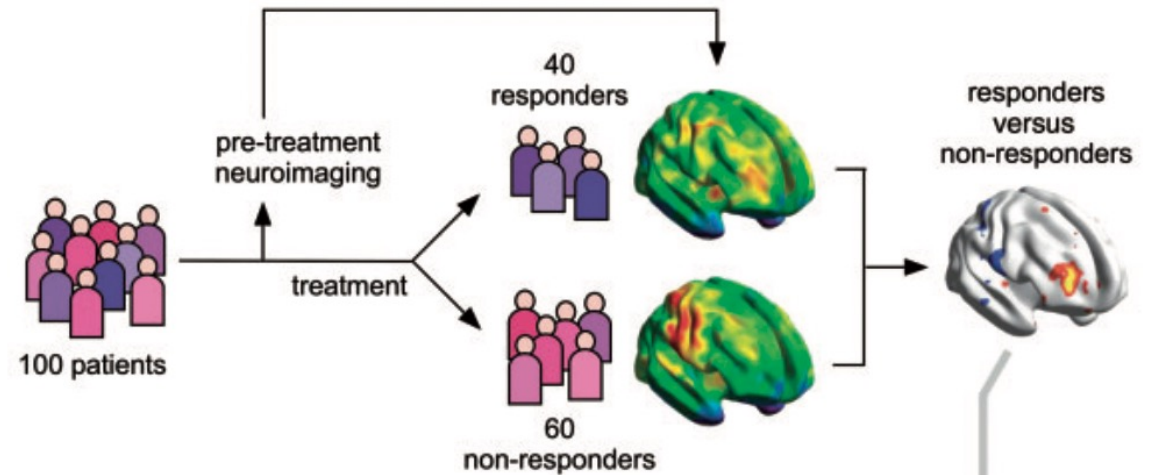 40
responders
pre-treatment
neuroimaging
responders
versus
non-responders
treatment
100 patients
60
non-responders